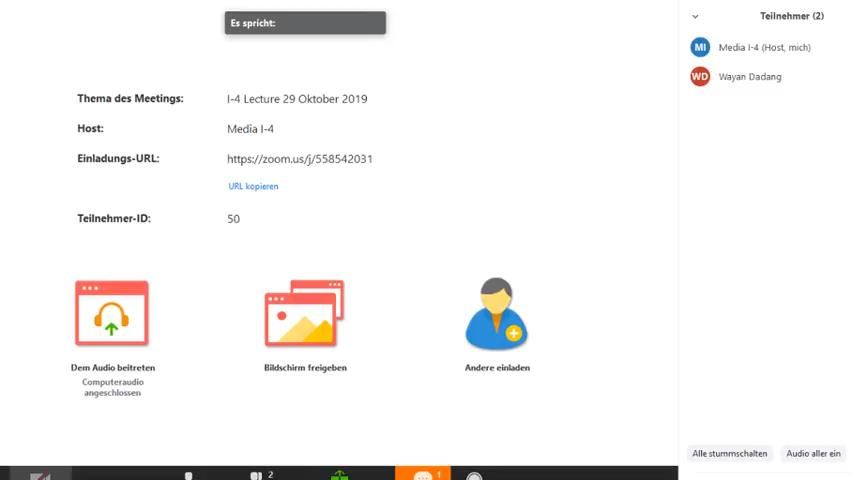 Es spricht:
Teilnehmer (2)
MI Media I-4 (Host, mich)
WD Wayan Dadang
Thema des Meetings: I-4 Lecture 29 Oktober 2019
Host: Media I-4
Einladungs-URL: https://zoom.us/j/558542031
URL kopieren
Teilnehmer-ID: 50
Dem Audio beitreten
Computeraudio
angeschlossen
Bildschirm freigeben
Andere einladen
Alle stummschalten Audio aller ein
2
1